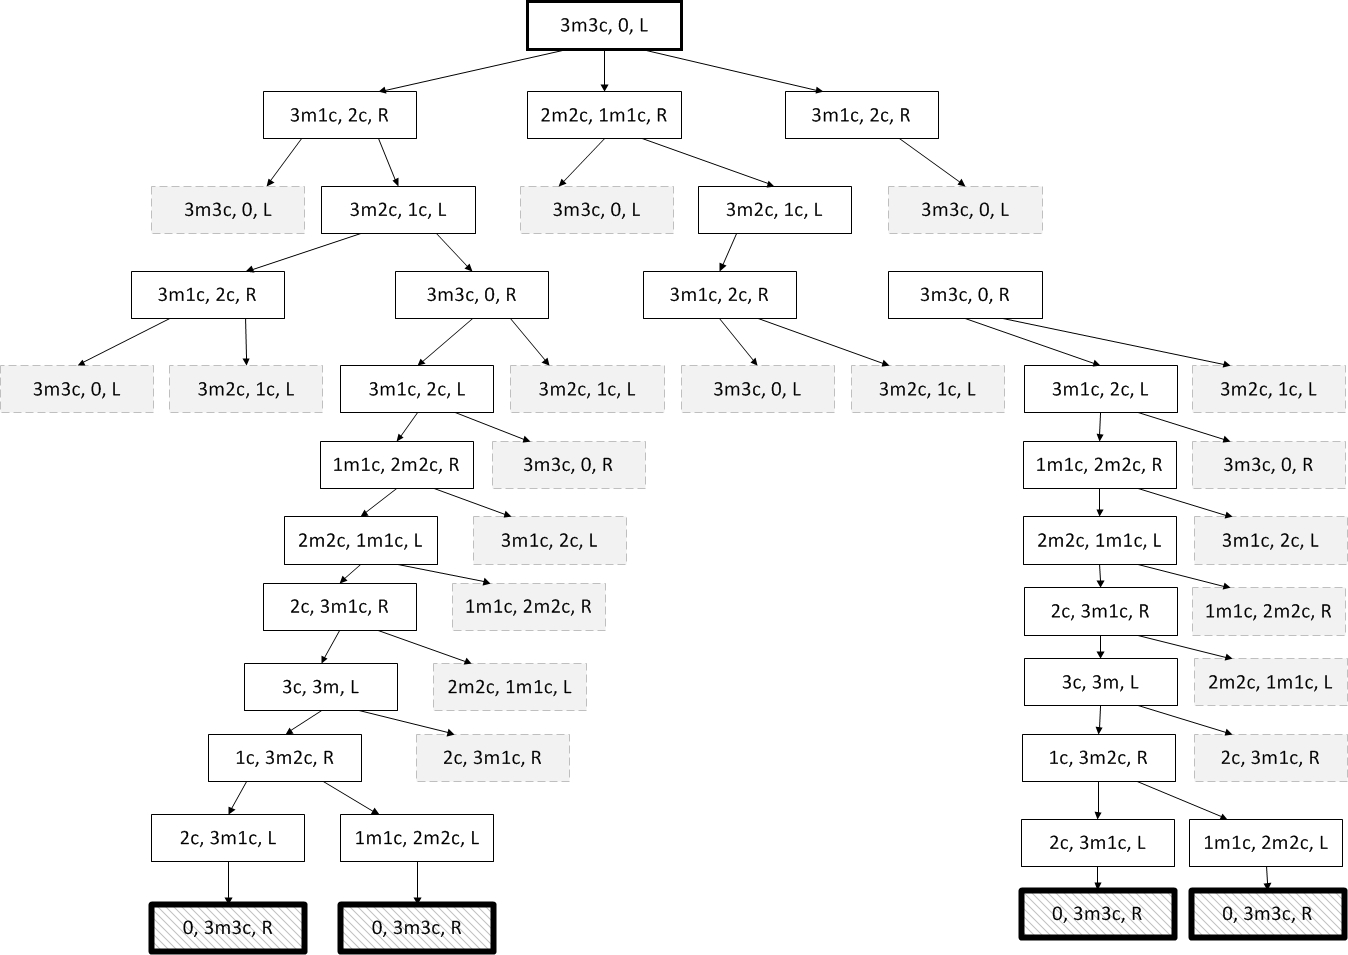 3m3c, 0, L
3m1c, 2c, R
2m2c, 1m1c, R
3m1c, 2c, R
3m3c, 0, L
3m2c, 1c, L
3m3c, 0, L
3m2c, 1c, L
3m3c, 0, L
3m1c, 2c, R
3m3c, 0, R
3m1c, 2c, R
3m3c, 0, R
3m3c, 0, L
3m2c, 1c, L
3m1c, 2c, L
3m2c, 1c, L
3m3c, 0, L
3m2c, 1c, L
3m1c, 2c, L
3m2c, 1c, L
1m1c, 2m2c, R
3m3c, 0, R
1m1c, 2m2c, R
3m3c, 0, R
2m2c, 1m1c, L
3m1c, 2c, L
2m2c, 1m1c, L
3m1c, 2c, L
2c, 3m1c, R
1m1c, 2m2c, R
2c, 3m1c, R
1m1c, 2m2c, R
3c, 3m, L
2m2c, 1m1c, L
3c, 3m, L
2m2c, 1m1c, L
1c, 3m2c, R
2c, 3m1c, R
1c, 3m2c, R
2c, 3m1c, R
2c, 3m1c, L
1m1c, 2m2c, L
2c, 3m1c, L
1m1c, 2m2c, L
0, 3m3c, R
0, 3m3c, R
0, 3m3c, R
0, 3m3c, R